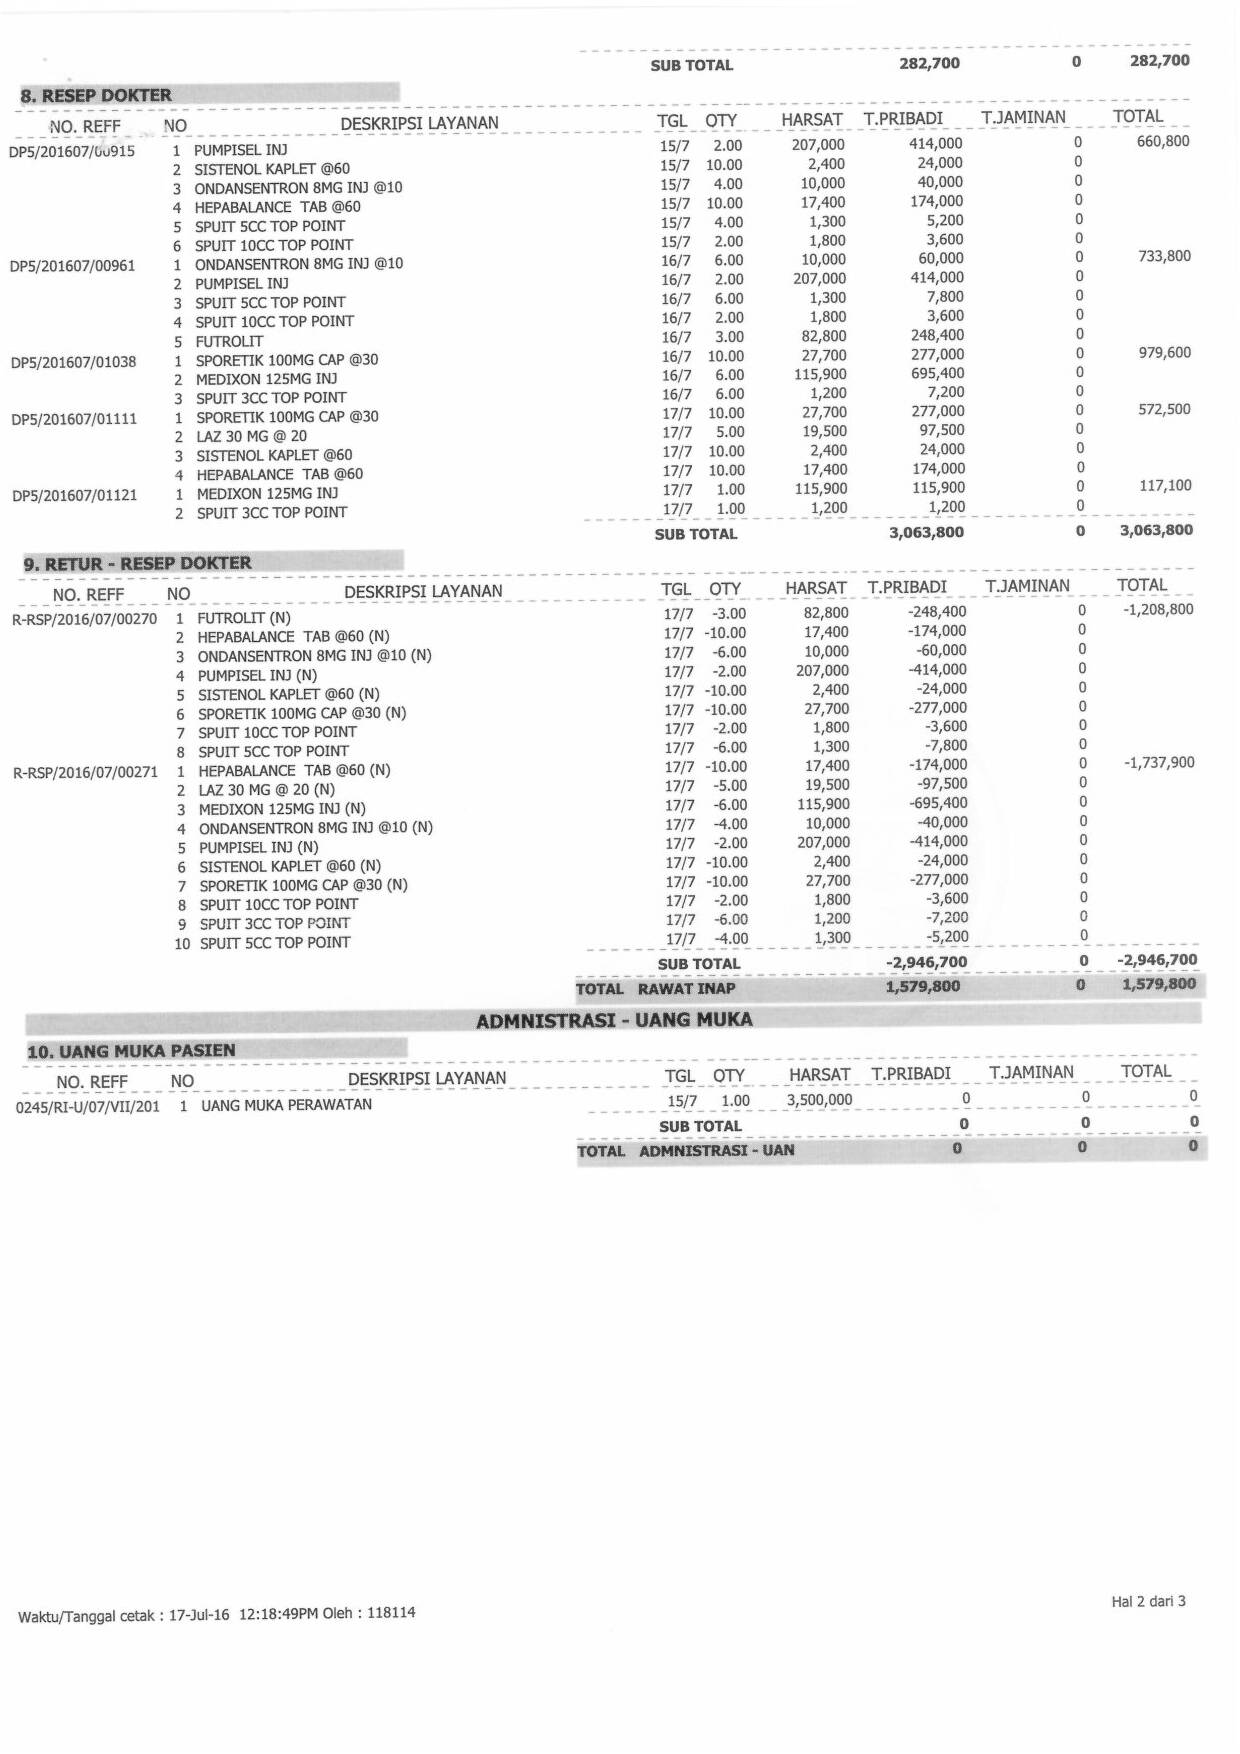 SUB TOTAL 282,700 0 282,700
8. RESEP DOKTER
NO. REFF NO DESKRIPSI LAYANAN TGL QTY HARSAT T.PRIBADI T.JAMINAN TOTAL
DP5/201607/00915 1 PUMPISEL INJ 15/7 2.00 207,000 414,000 0 660,800
2 SISTENOL KAPLET @60 15/7 10.00 2,400 24,000 0
3 ONDANSENTRON 8MG INJ @10 15/7 4.00 10,000 40,000 0
4 HEPABALANCE TAB @60 15/7 10.00 17,400 174,000 0
5 SPUIT 5CC TOP POINT 15/7 4.00 1,300 5,200 0
6 SPUIT 10CC TOP POINT 15/7 2.00 1,800 3,600 0
DP5/201607/00961 1 ONDANSENTRON 8MG INJ @10 16/7 6.00 10,000 60,000 0 733,800
2 PUMPISEL INJ 16/7 2.00 207,000 414,000 0
3 SPUIT 5CC TOP POINT 16/7 6.00 1,300 7,800 0
4 SPUIT 10CC TOP POINT 16/7 2.00 1,800 3,600 0
5 FUTROLIT 16/7 3.00 82,800 248,400 0
DP5/201607/01038 1 SPORETIK 100MG CAP @30 16/7 10.00 27,700 277,000 0 979,600
2 MEDIXON 125MG INJ 16/7 6.00 115,900 695,400 0
3 SPUIT 3CC TOP POINT 16/7 6.00 1,200 7,200 0
DP5/201607/01111 1 SPORETIK 100MG CAP @30 17/7 10.00 27,700 277,000 0 572,500
2 LAZ 30 MG @ 20 17/7 5.00 19,500 97,500 0
3 SISTENOL KAPLET @60 17/7 10.00 2,400 24,000 0
4 HEPABALANCE TAB @60 17/7 10.00 17,400 174,000 0
DP5/201607/01121 1 MEDIXON 125MG INJ 17/7 1.00 115,900 115,900 0 117,100
2 SPUIT 3CC TOP POINT 17/7 1.00 1,200 1,200 0
SUB TOTAL 3,063,800 0 3,063,800
9. RETUR - RESEP DOKTER
NO. REFF NO DESKRIPSI LAYANAN TGL QTY HARSAT T.PRIBADI T.JAMINAN TOTAL
R-RSP/2016/07/00270 1 FUTROLIT (N) 17/7 -3.00 82,800 -248,400 0 -1,208,800
2 HEPABALANCE TAB @60 (N) 17/7 -10.00 17,400 -174,000 0
3 ONDANSENTRON 8MG INJ @10 (N) 17/7 -6.00 10,000 -60,000 0
4 PUMPISEL INJ (N) 17/7 -2.00 207,000 -414,000 0
5 SISTENOL KAPLET @60 (N) 17/7 -10.00 2,400 -24,000 0
6 SPORETIK 100MG CAP @30 (N) 17/7 -10.00 27,700 -277,000 0
7 SPUIT 10CC TOP POINT 17/7 -2.00 1,800 -3,600 0
8 SPUIT 5CC TOP POINT 17/7 -6.00 1,300 -7,800 0
R-RSP/2016/07/00271 1 HEPABALANCE TAB @60 (N) 17/7 -10.00 17,400 -174,000 0 -1,737,900
2 LAZ 30 MG @ 20 (N) 17/7 -5.00 19,500 -97,500 0
3 MEDIXON 125MG INJ (N) 17/7 -6.00 115,900 -695,400 0
4 ONDANSENTRON 8MG INJ @10 (N) 17/7 -4.00 10,000 -40,000 0
5 PUMPISEL INJ (N) 17/7 -2.00 207,000 -414,000 0
6 SISTENOL KAPLET @60 (N) 17/7 -10.00 2,400 -24,000 0
7 SPORETIK 100MG CAP @30 (N) 17/7 -10.00 27,700 -277,000 0
8 SPUIT 10CC TOP POINT 17/7 -2.00 1,800 -3,600 0
9 SPUIT 3CC TOP POINT 17/7 -6.00 1,200 -7,200 0
10 SPUIT 5CC TOP POINT 17/7 -4.00 1,300 -5,200 0
SUB TOTAL -2,946,700 0 -2,946,700
TOTAL RAWAT INAP 1,579,800 0 1,579,800
ADMNISTRASI - UANG MUKA
10. UANG MUKA PASIEN
NO. REFF NO DESKRIPSI LAYANAN TGL QTY HARSAT T.PRIBADI T.JAMINAN TOTAL
0245/RI-U/07/VII/201 1 UANG MUKA PERAWATAN 15/7 1.00 3,500,000 0 0 0
SUB TOTAL 0 0 0
TOTAL ADMNISTRASI - UAN 0 0 0
Waktu/Tanggal cetak : 17-Jul-16 12:18:49PM Oleh : 118114 Hal 2 dari 3